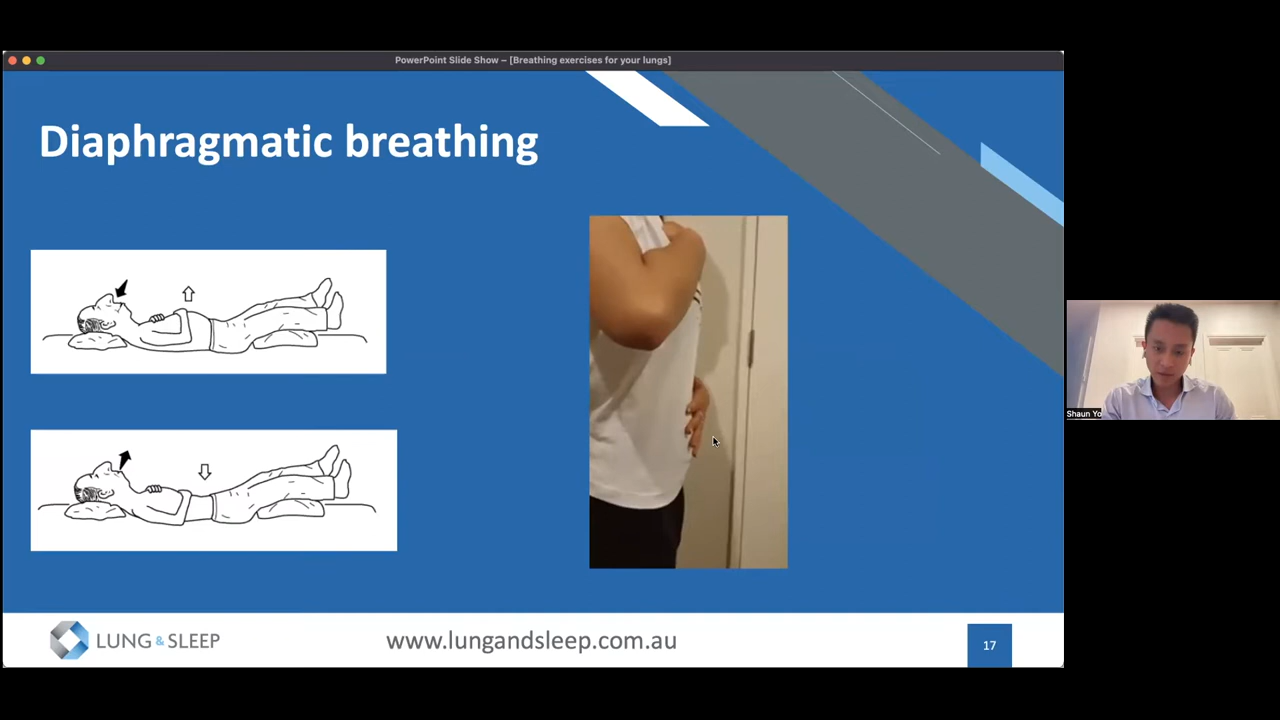 PowerPoint Slide Show – [Breathing exercises for your lungs]
Diaphragmatic breathing
Shaun Yo
LUNG & SLEEP
www.lungandsleep.com.au
17